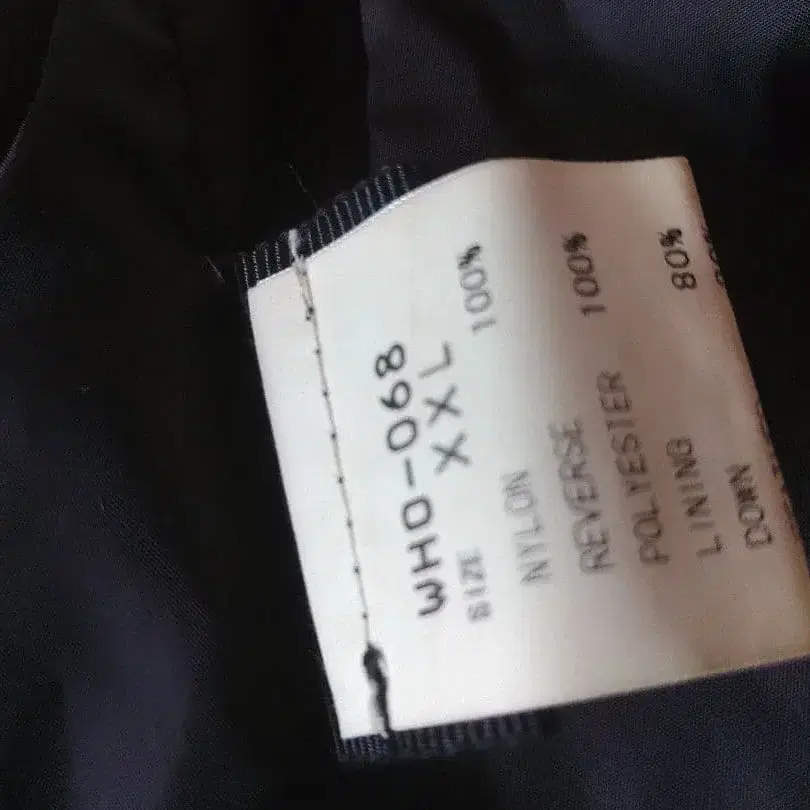 WHO-068
SIZE XXL
NYLON 100%
REVERSE
POLYESTER 100%
LINING
DOWN 80%